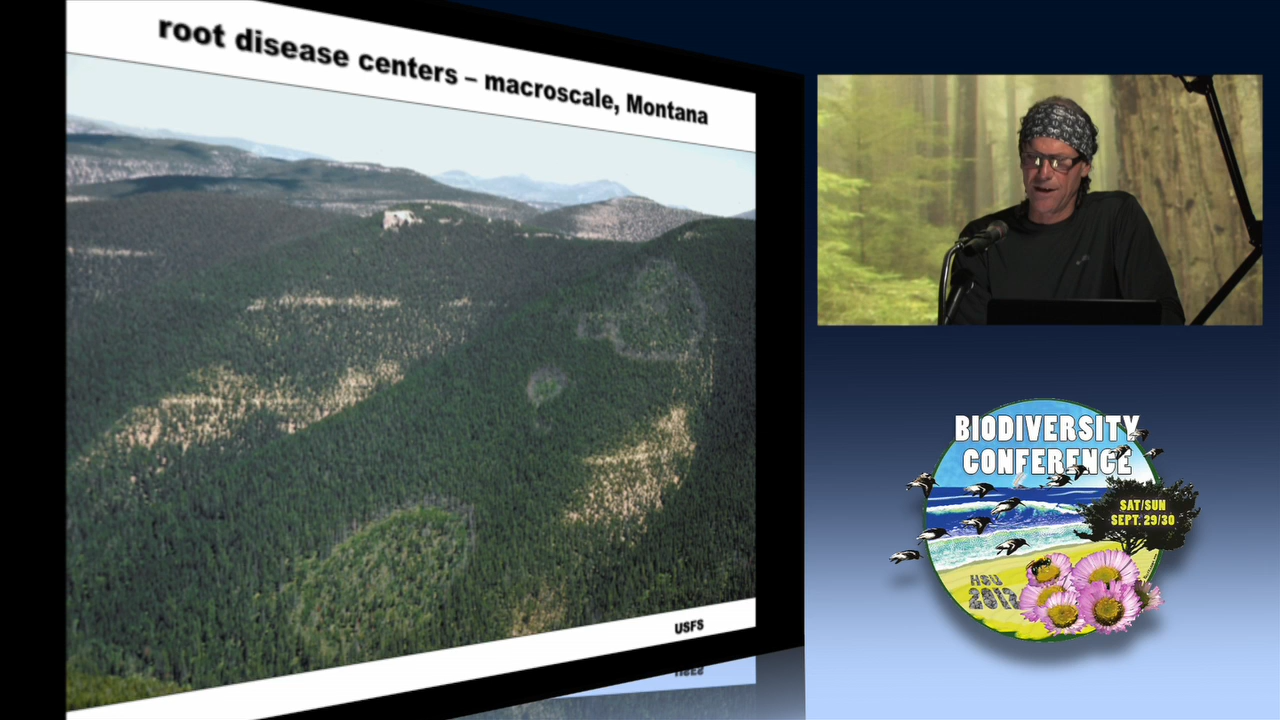 root disease centers – macroscale, Montana
USFS
BIODIVERSITY
CONFERENCE
SAT/SUN
SEPT. 29/30
HSU
2012